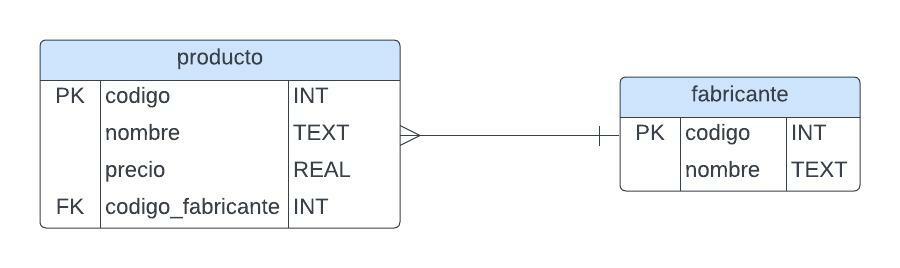 producto
PK codigo INT
nombre TEXT
precio REAL
FK codigo_fabricante INT
fabricante
PK codigo INT
nombre TEXT